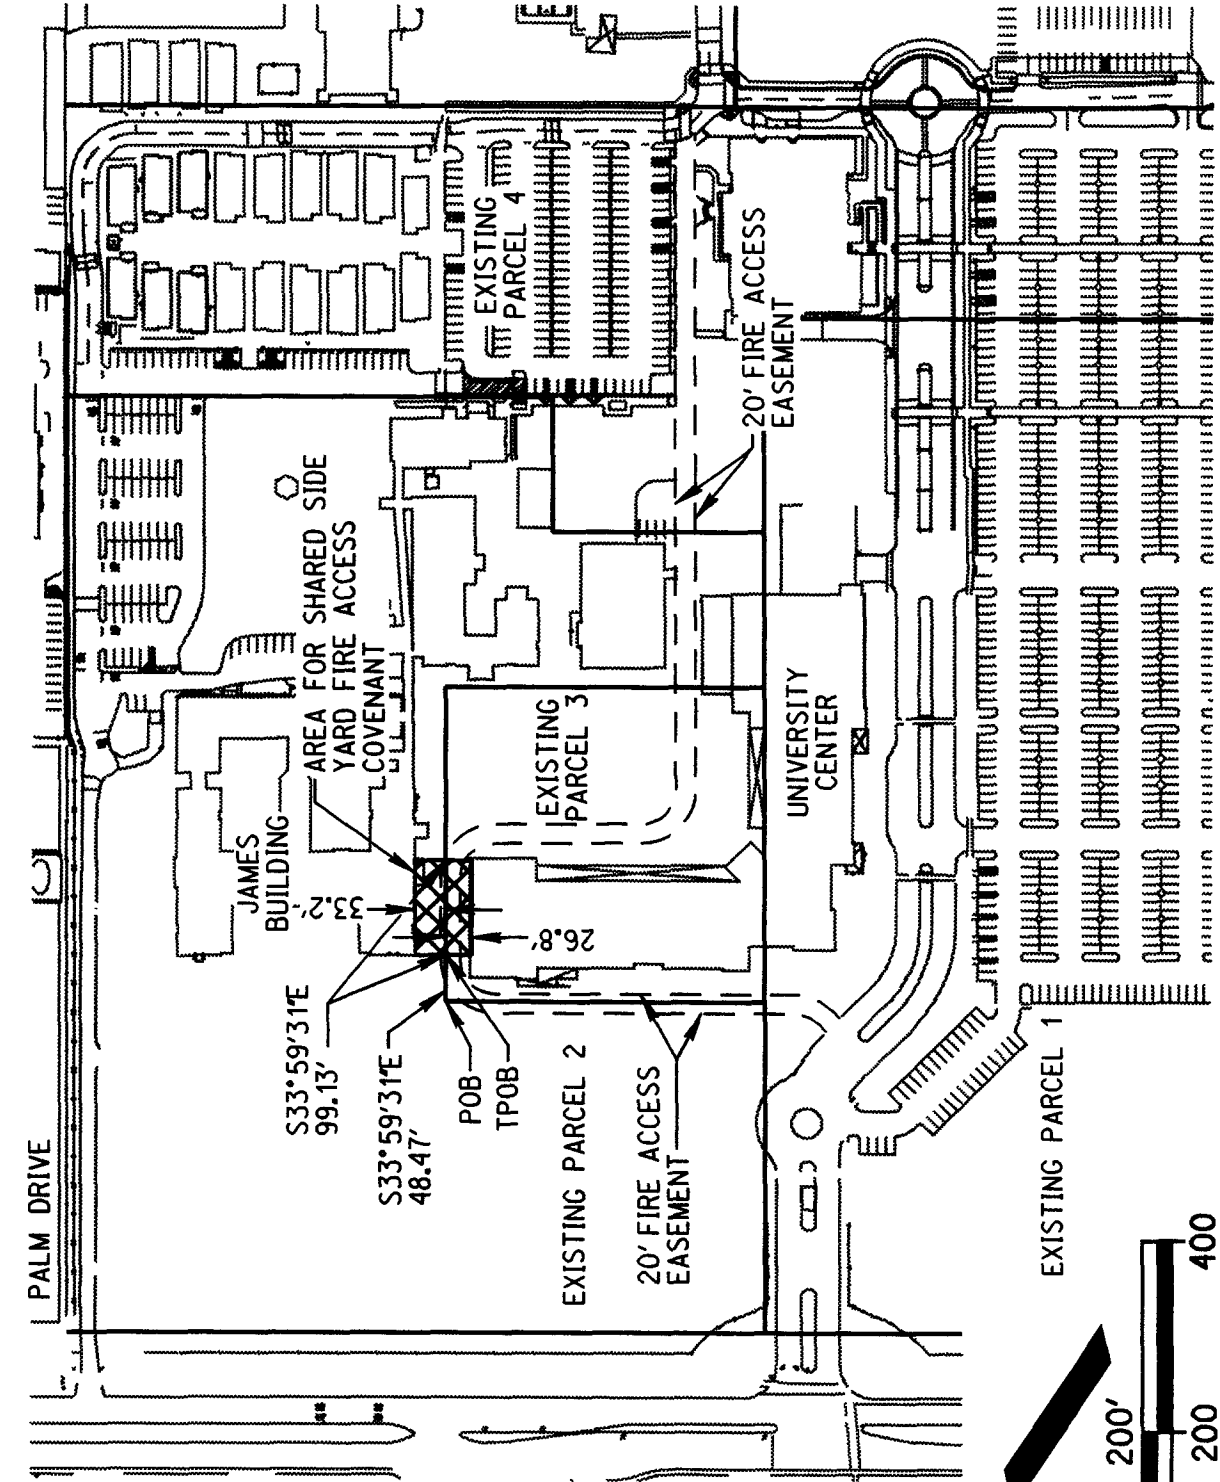 PALM DRIVE
JAMES
BUILDING
AREA FOR SHARED SIDE
YARD FIRE ACCESS
COVENANT
EXISTING
PARCEL 4
20' FIRE ACCESS
EASEMENT
EXISTING
PARCEL 3
UNIVERSITY
CENTER
33.2'
26.8'
S33°59'31"E
99.13'
S33°59'31"E
48.47'
POB
TPOB
EXISTING PARCEL 2
20' FIRE ACCESS
EASEMENT
EXISTING PARCEL 1
200'
200
400